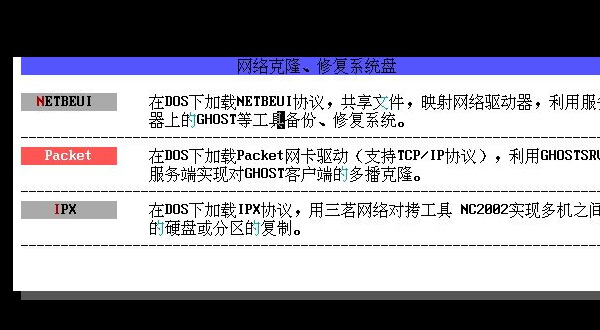 网络克隆、修复系统盘
NETBEUI
在DOS下加载NETBEUI协议，共享文件，映射网络驱动器，利用服
器上的GHOST等工具备份、修复系统。
Packet
在DOS下加载Packet网卡驱动（支持TCP/IP协议），利用GHOSTSR
服务端实现对GHOST客户端的多播克隆。
IPX
在DOS下加载IPX协议，用三茗网络对拷工具 NC2002实现多机之间
的硬盘或分区的复制。